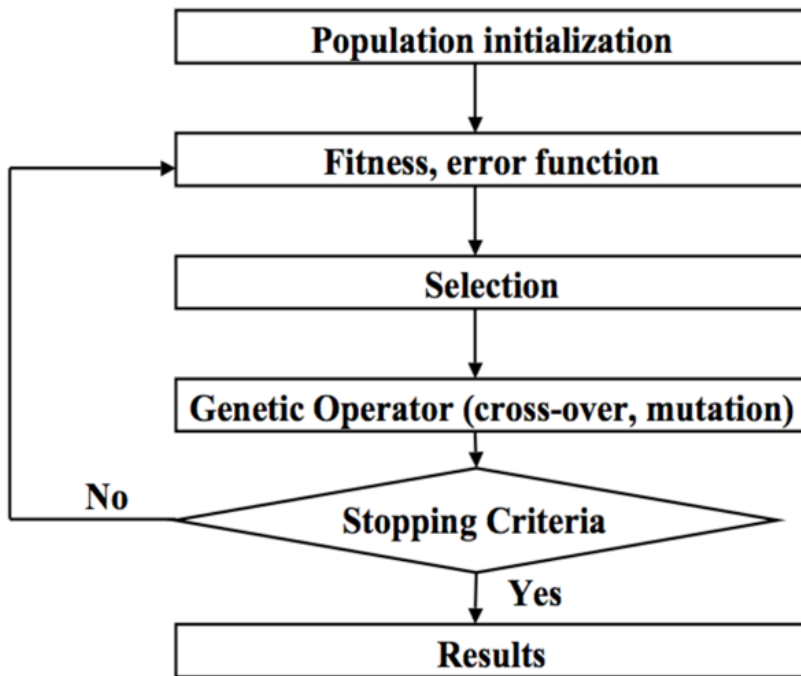 Population initialization
Fitness, error function
Selection
Genetic Operator (cross-over, mutation)
No
Stopping Criteria
Yes
Results